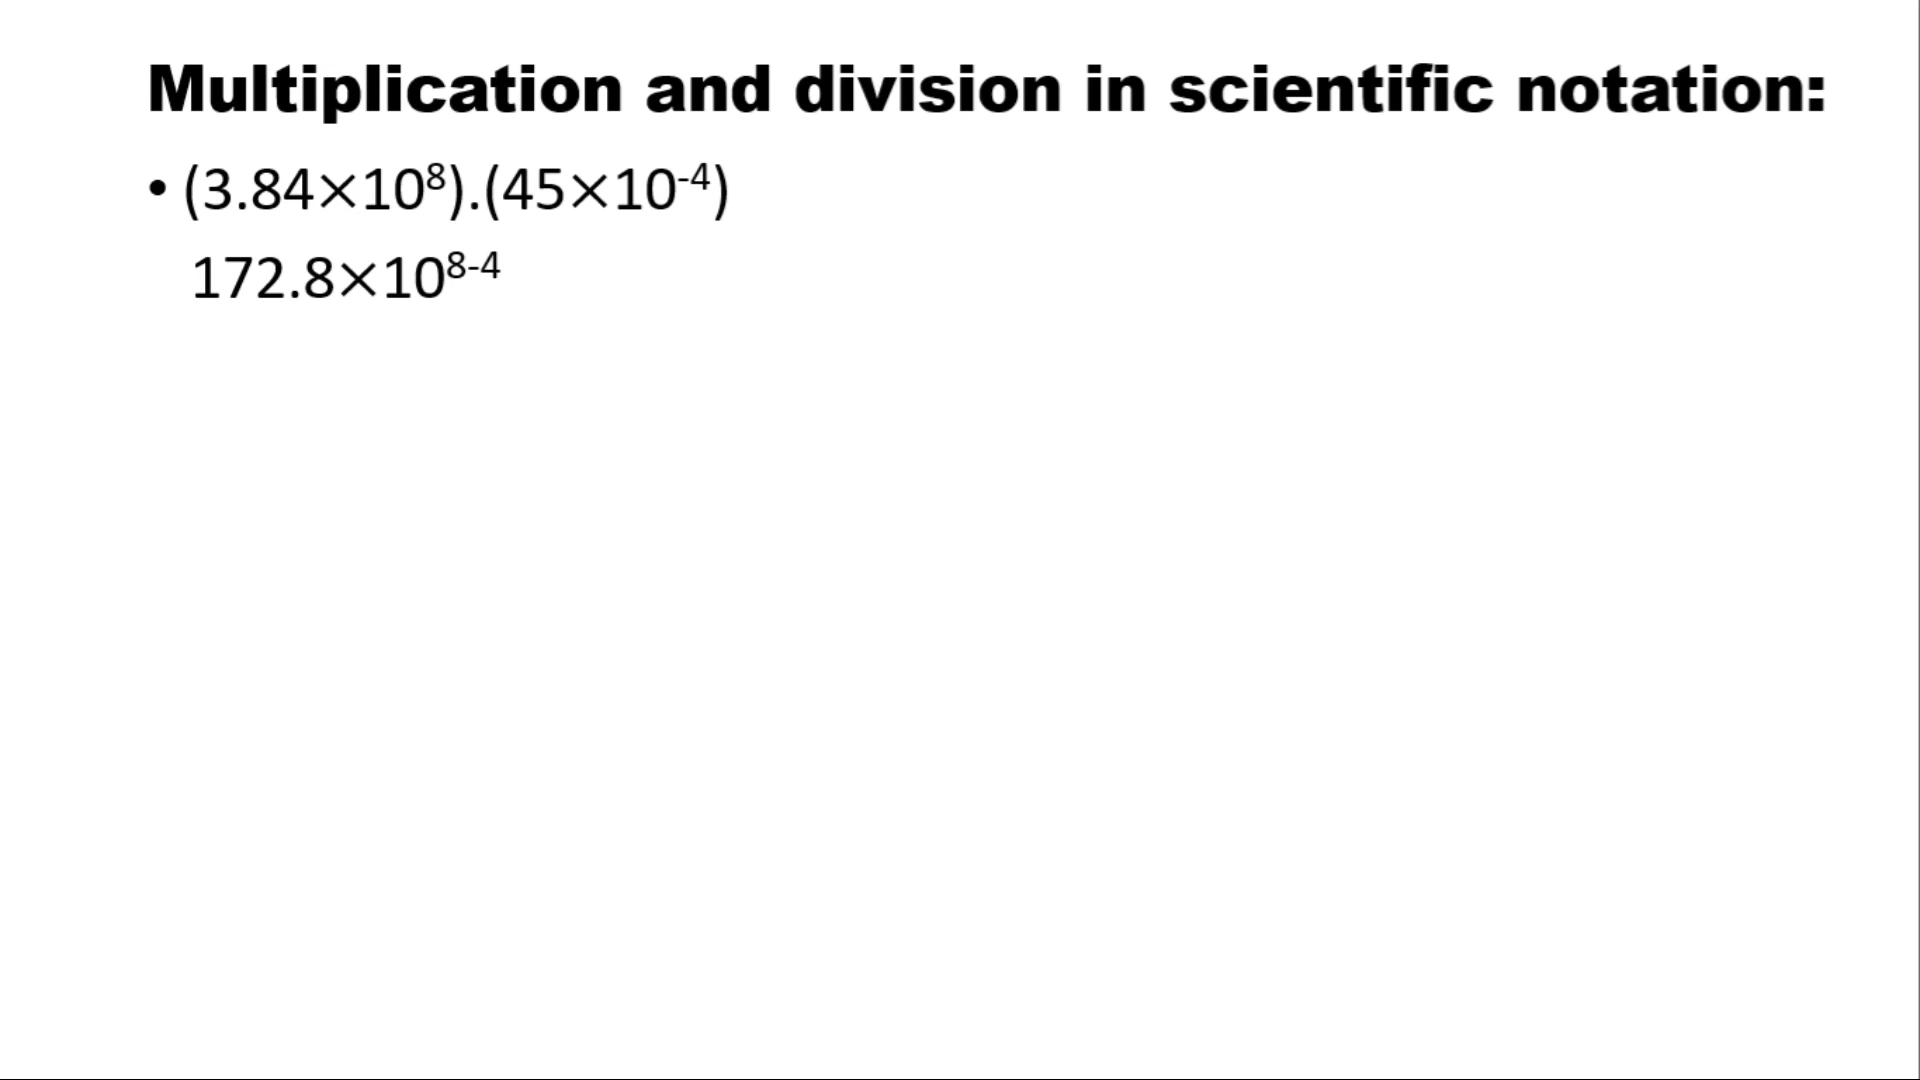 Multiplication and division in scientific notation:
• (3.84×10⁸).(45×10⁻⁴)
172.8×10⁸⁻⁴